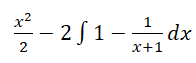 x²/2 − 2 ∫ 1 − 1/(x+1) dx